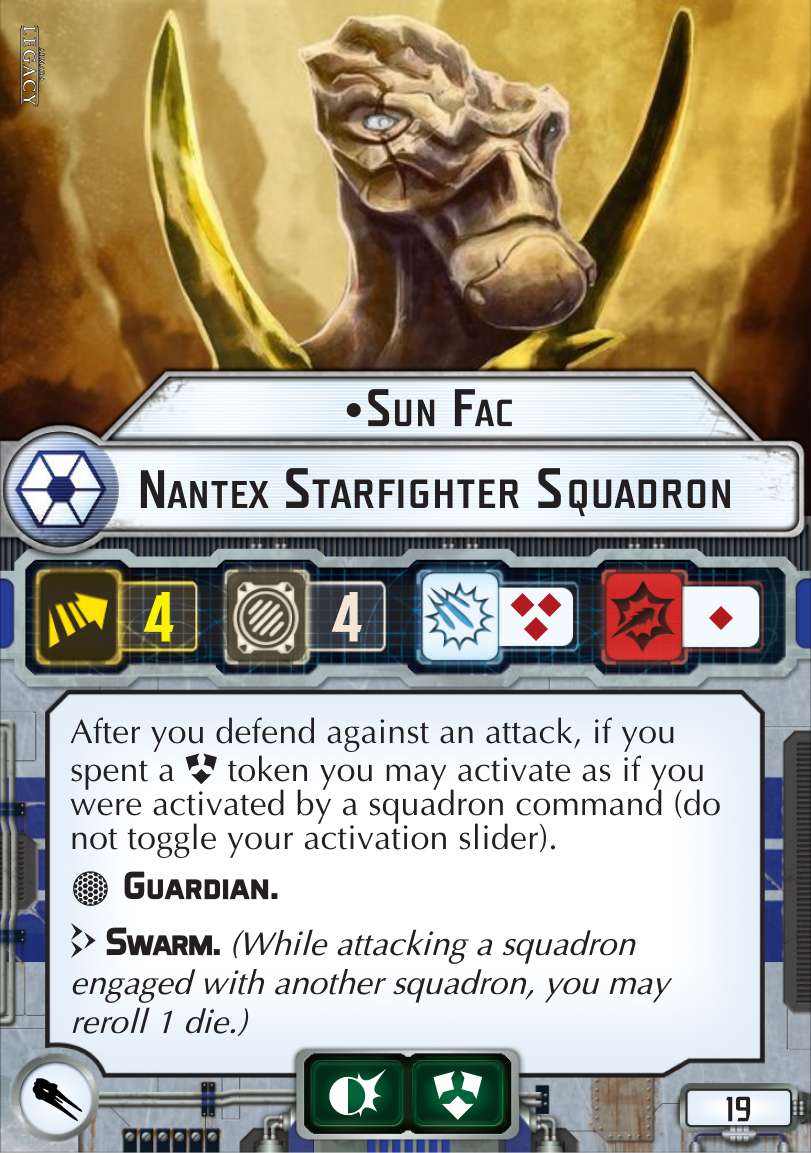 ARMADA
LEGACY
•Sun Fac
Nantex Starfighter Squadron
4 4
After you defend against an attack, if you
spent a token you may activate as if you
were activated by a squadron command (do
not toggle your activation slider).
Guardian.
Swarm. (While attacking a squadron
engaged with another squadron, you may
reroll 1 die.)
19